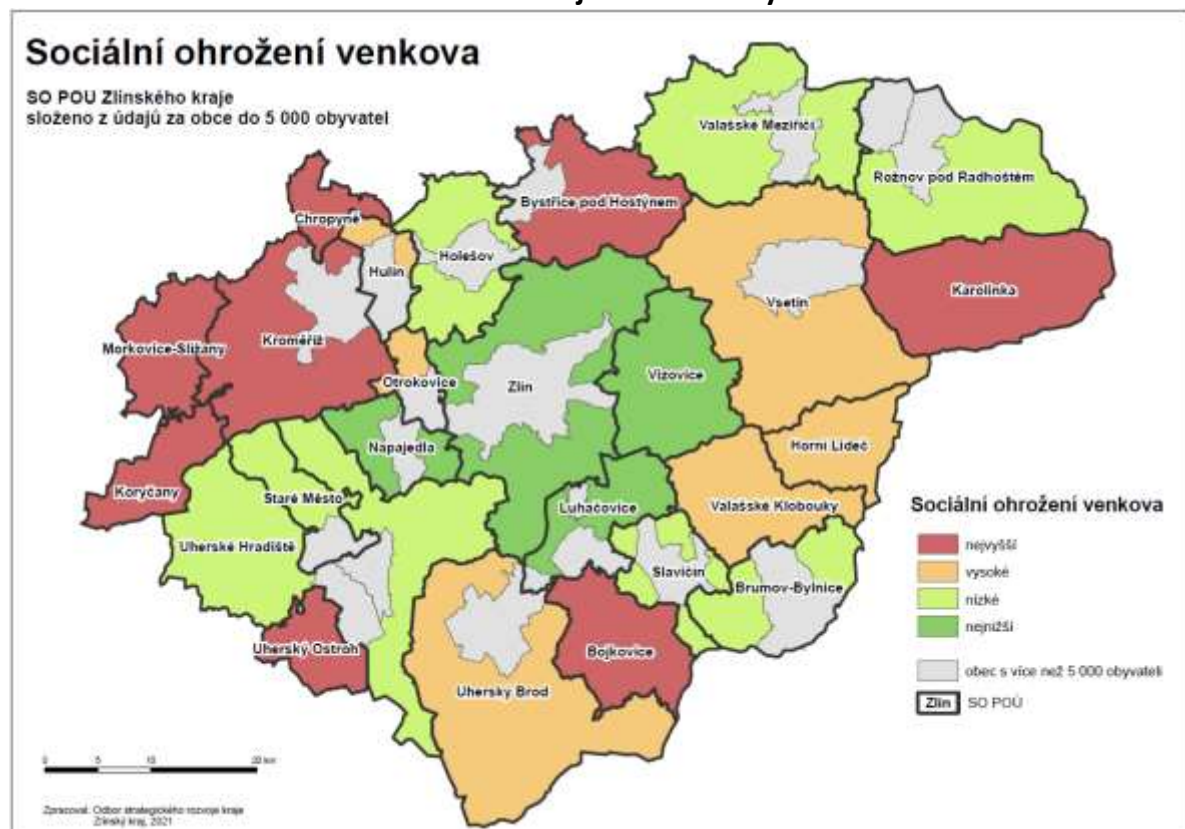 Sociální ohrožení venkova
SO POU Zlínského kraje
složeno z údajů za obce do 5 000 obyvatel
Valašské Meziříčí
Rožnov pod Radhoštěm
Bystřice pod Hostýnem
Chropyně
Holešov
Hulín
Karolinka
Vsetín
Kroměříž
Morkovice-Slížany
Vizovice
Otrokovice
Zlín
Napajedla
Horní Lideč
Koryčany
Staré Město
Luhačovice
Valašské Klobouky
Uherské Hradiště
Slavičín
Brumov-Bylnice
Uherský Ostroh
Bojkovice
Uherský Brod
Sociální ohrožení venkova
nejvyšší
vysoké
nízké
nejnižší
obec s více než 5 000 obyvateli
Zlín SO POÚ
0 5 10 20 km
Zpracoval: Odbor strategického rozvoje kraje
Zlínský kraj, 2021